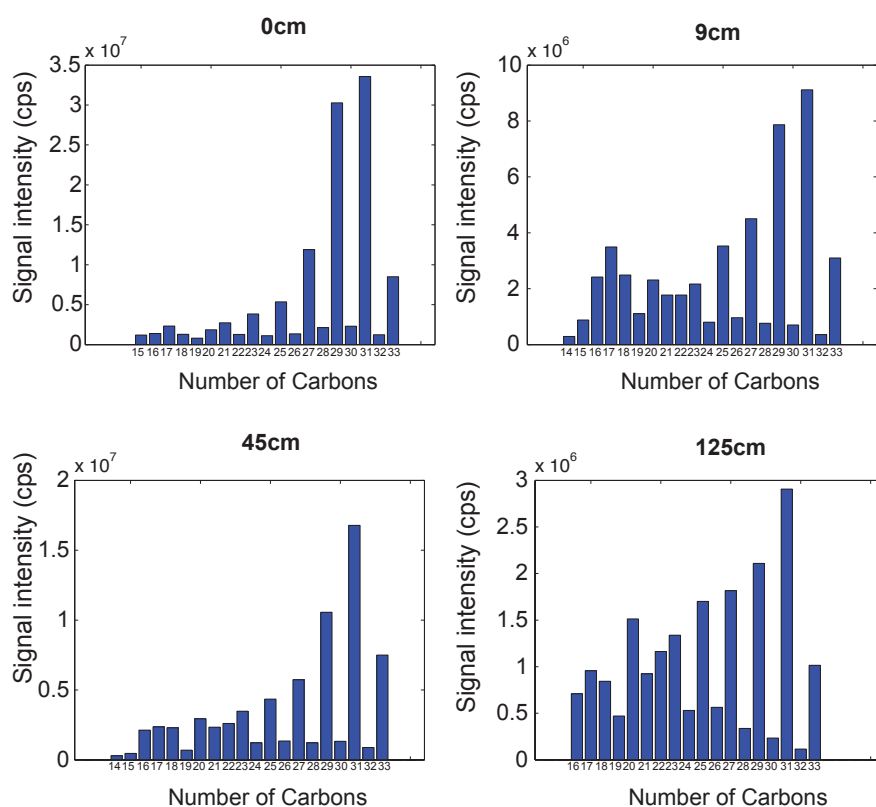 0cm
x 10^7
3.5
3
2.5
2
1.5
1
0.5
0
Signal intensity (cps)
15 16 17 18 19 20 21 22 23 24 25 26 27 28 29 30 31 32 33
Number of Carbons
9cm
x 10^6
10
8
6
4
2
0
Signal intensity (cps)
14 15 16 17 18 19 20 21 22 23 24 25 26 27 28 29 30 31 32 33
Number of Carbons
45cm
x 10^7
2
1.5
1
0.5
0
Signal intensity (cps)
14 15 16 17 18 19 20 21 22 23 24 25 26 27 28 29 30 31 32 33
Number of Carbons
125cm
x 10^6
3
2.5
2
1.5
1
0.5
0
Signal intensity (cps)
16 17 18 19 20 21 22 23 24 25 26 27 28 29 30 31 32 33
Number of Carbons